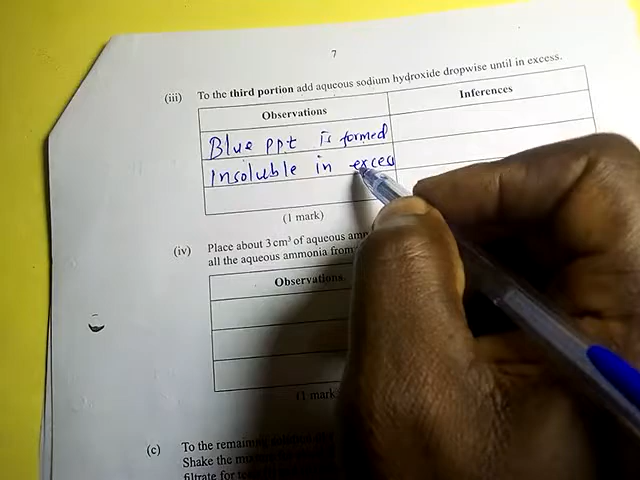 7
(iii) To the third portion add aqueous sodium hydroxide dropwise until in excess.
Observations Inferences
Blue ppt is formed
Insoluble in excess
(1 mark)
(iv) Place about 3 cm³ of aqueous
all the aqueous ammonia from
Observations
(1 mark
(c) To the remaining
Shake the
filtrate for